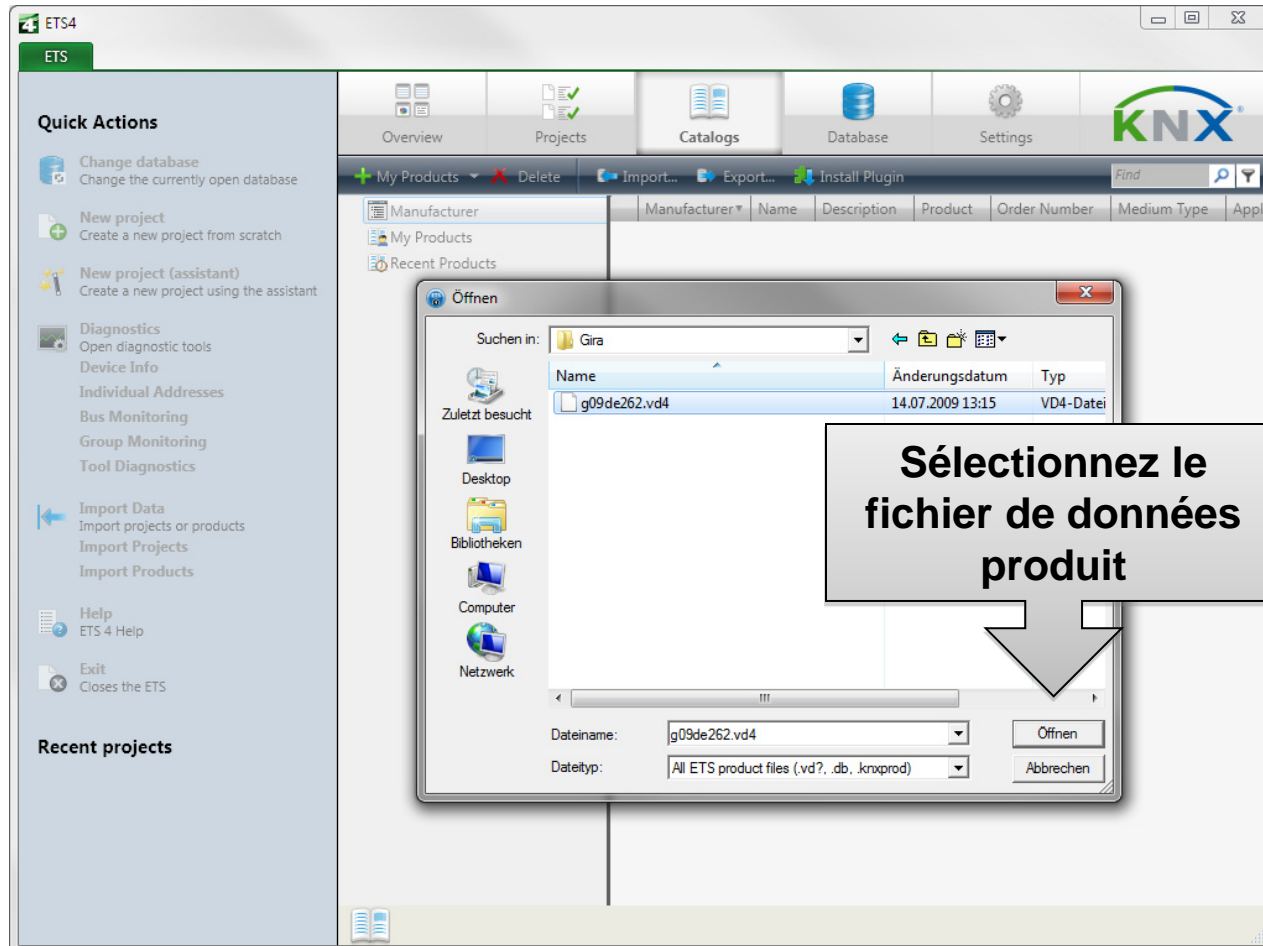 ETS4
ETS
Quick Actions
Change database
Change the currently open database
New project
Create a new project from scratch
New project (assistant)
Create a new project using the assistant
Diagnostics
Open diagnostic tools
Device Info
Individual Addresses
Bus Monitoring
Group Monitoring
Tool Diagnostics
Import Data
Import projects or products
Import Projects
Import Products
Help
ETS 4 Help
Exit
Closes the ETS
Recent projects
Overview
Projects
Catalogs
Database
Settings
KNX®
My Products Delete Import... Export... Install Plugin Find
Manufacturer
My Products
Recent Products
Manufacturer Name Description Product Order Number Medium Type Appl
Öffnen
Suchen in: Gira
Name Änderungsdatum Typ
g09de262.vd4 14.07.2009 13:15 VD4-Datei
Zuletzt besucht
Desktop
Bibliotheken
Computer
Netzwerk
Sélectionnez le
fichier de données
produit
Dateiname: g09de262.vd4 Öffnen
Dateityp: All ETS product files (.vd?, .db, .knxprod) Abbrechen